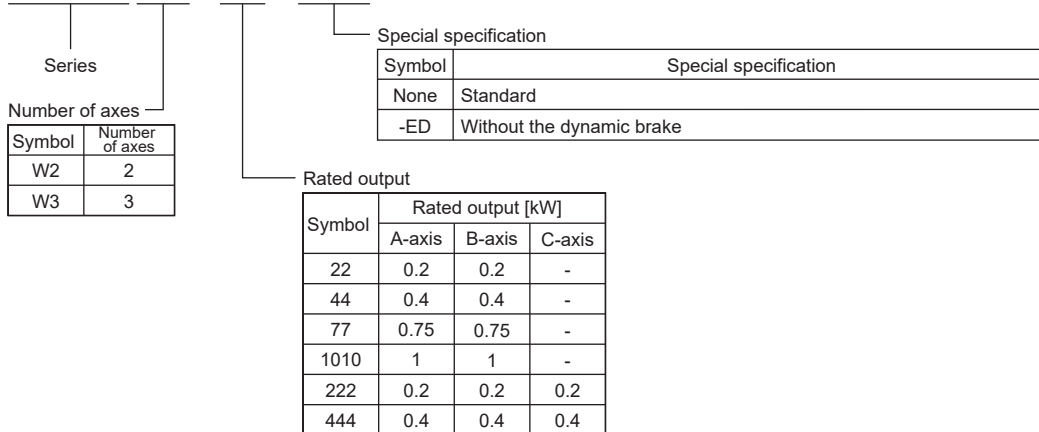 Special specification
Symbol Special specification
None Standard
-ED Without the dynamic brake
Series
Number of axes
Symbol Number of axes
W2 2
W3 3
Rated output
Symbol Rated output [kW]
A-axis B-axis C-axis
22 0.2 0.2 -
44 0.4 0.4 -
77 0.75 0.75 -
1010 1 1 -
222 0.2 0.2 0.2
444 0.4 0.4 0.4